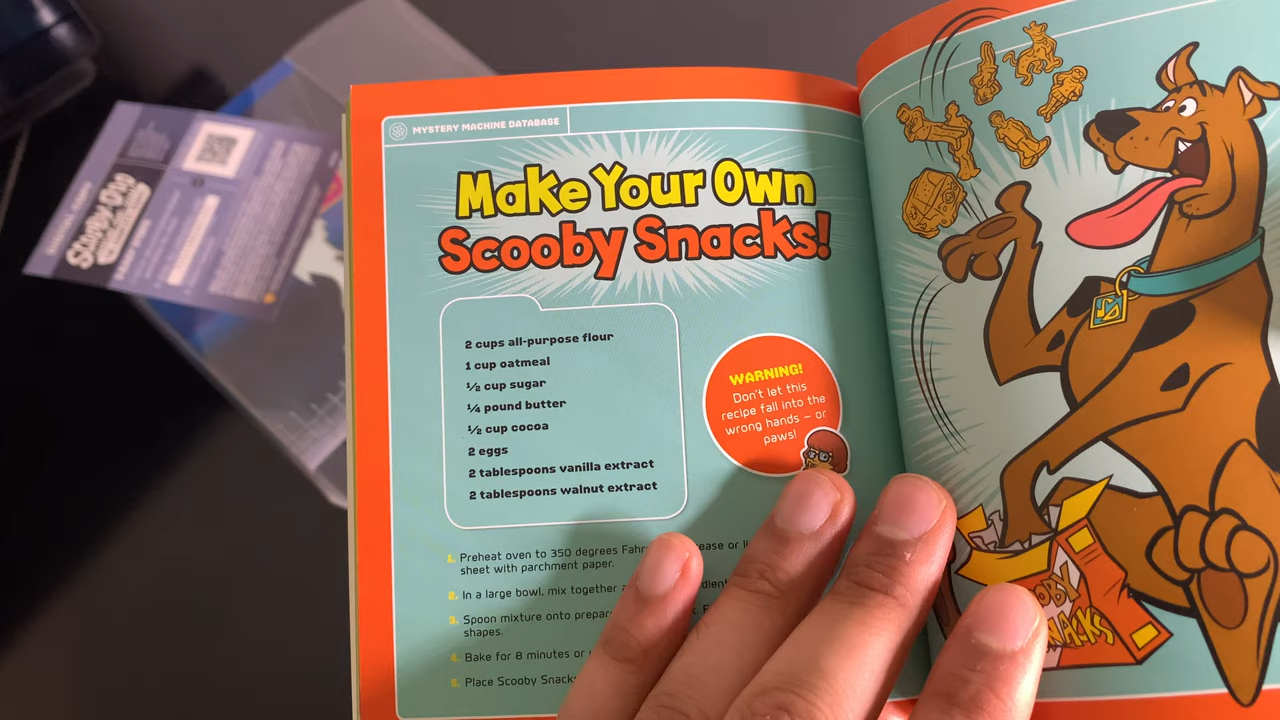 MYSTERY MACHINE DATABASE
Make Your Own
Scooby Snacks!
2 cups all-purpose flour
1 cup oatmeal
½ cup sugar
¼ pound butter
½ cup cocoa
2 eggs
2 tablespoons vanilla extract
2 tablespoons walnut extract
WARNING!
Don't let this
recipe fall into the
wrong hands – or
paws!
1. Preheat oven to 350 degrees
sheet with parchment paper.
2. In a large bowl, mix together
3. Spoon mixture onto
shapes.
4. Bake for 8 minutes or
5. Place Scooby
SD
SNACKS
Scooby-Doo